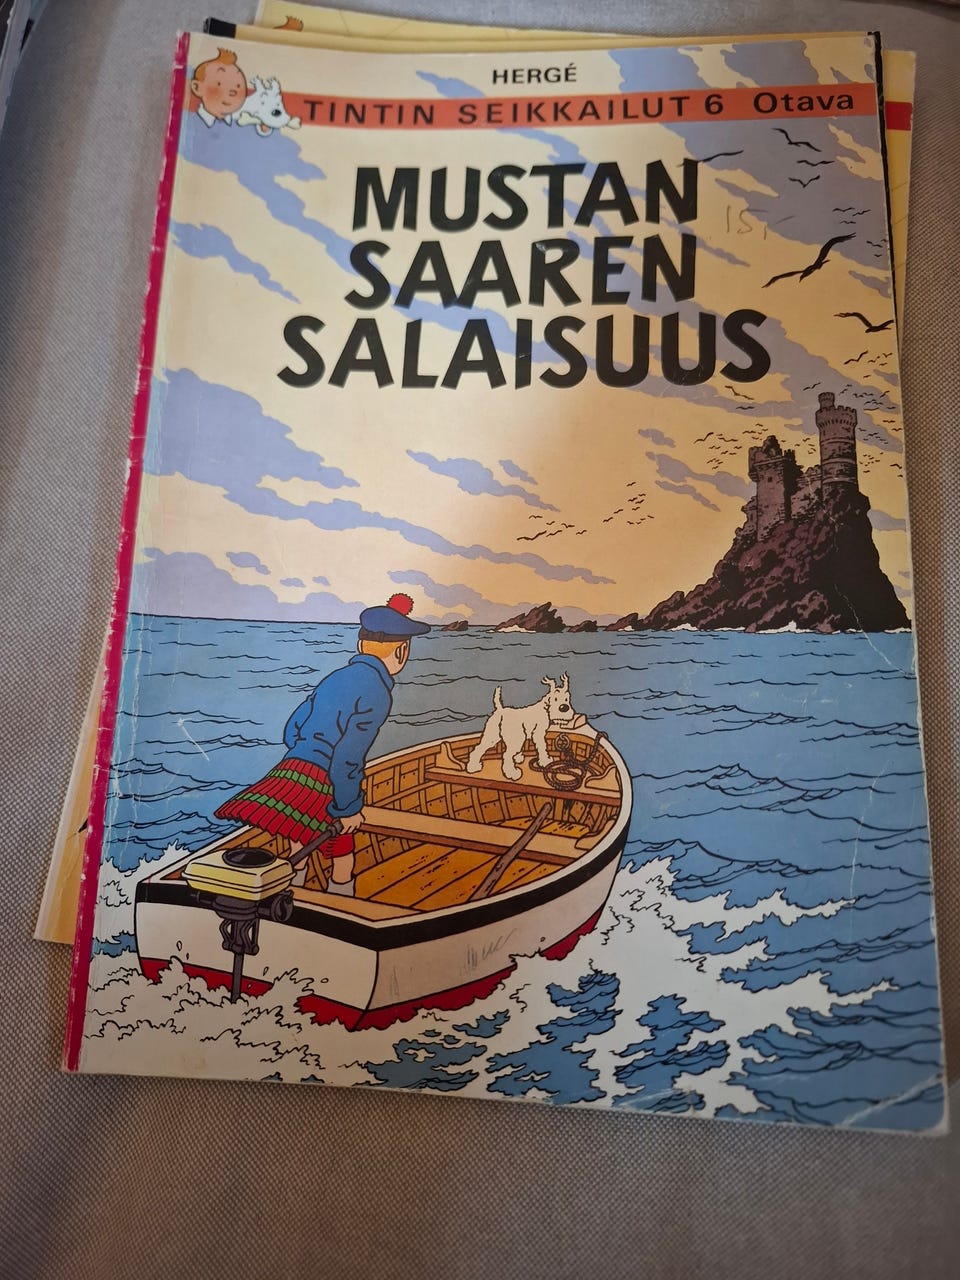 HERGÉ
TINTIN SEIKKAILUT 6 Otava
MUSTAN
SAAREN
SALAISUUS